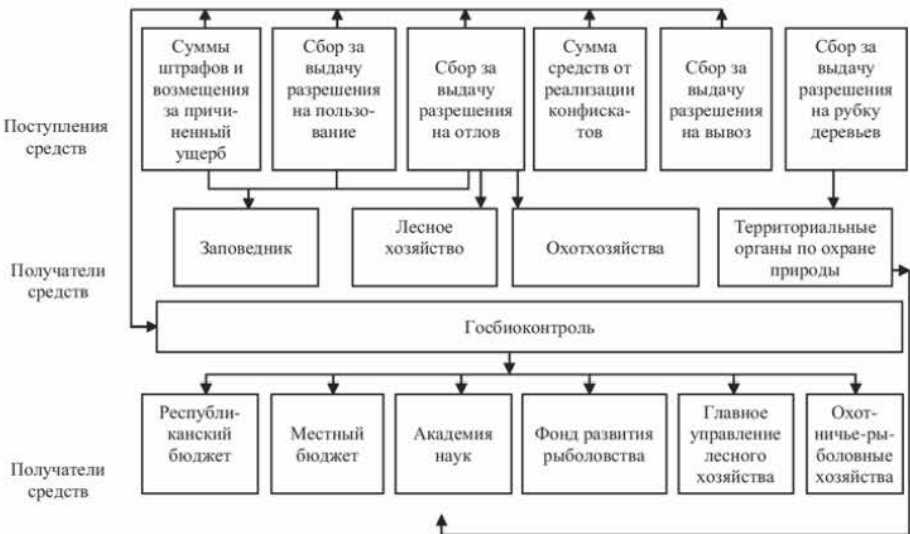 Поступления
средств
Суммы
штрафов и
возмещения
за причи-
ненный
ущерб
Сбор за
выдачу
разрешения
на пользо-
вание
Сбор за
выдачу
разрешения
на отлов
Сумма
средств от
реализации
конфиска-
тов
Сбор за
выдачу
разрешения
на вывоз
Сбор за
выдачу
разрешения
на рубку
деревьев
Получатели
средств
Заповедник
Лесное
хозяйство
Охотхозяйства
Территориальные
органы по охране
природы
Госбиоконтроль
Получатели
средств
Республи-
канский
бюджет
Местный
бюджет
Академия
наук
Фонд развития
рыболовства
Главное
управление
лесного
хозяйства
Охот-
ничье-ры-
боловные
хозяйства